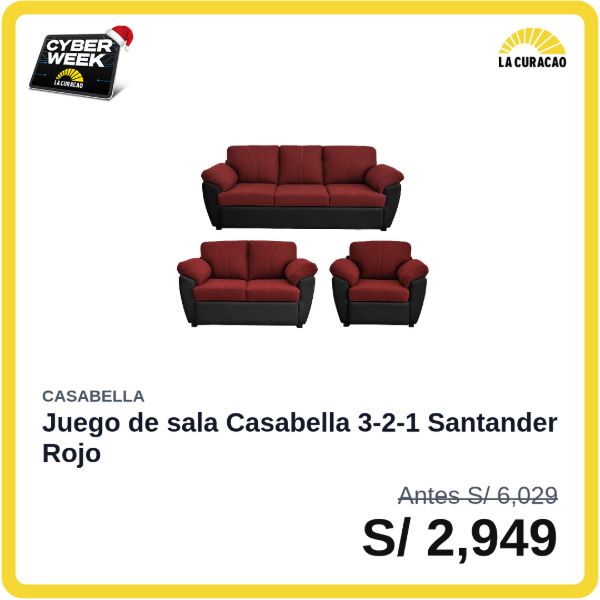 CYBER
WEEK
LA CURACAO
LA CURACAO
CASABELLA
Juego de sala Casabella 3-2-1 Santander
Rojo
Antes S/ 6,029
S/ 2,949